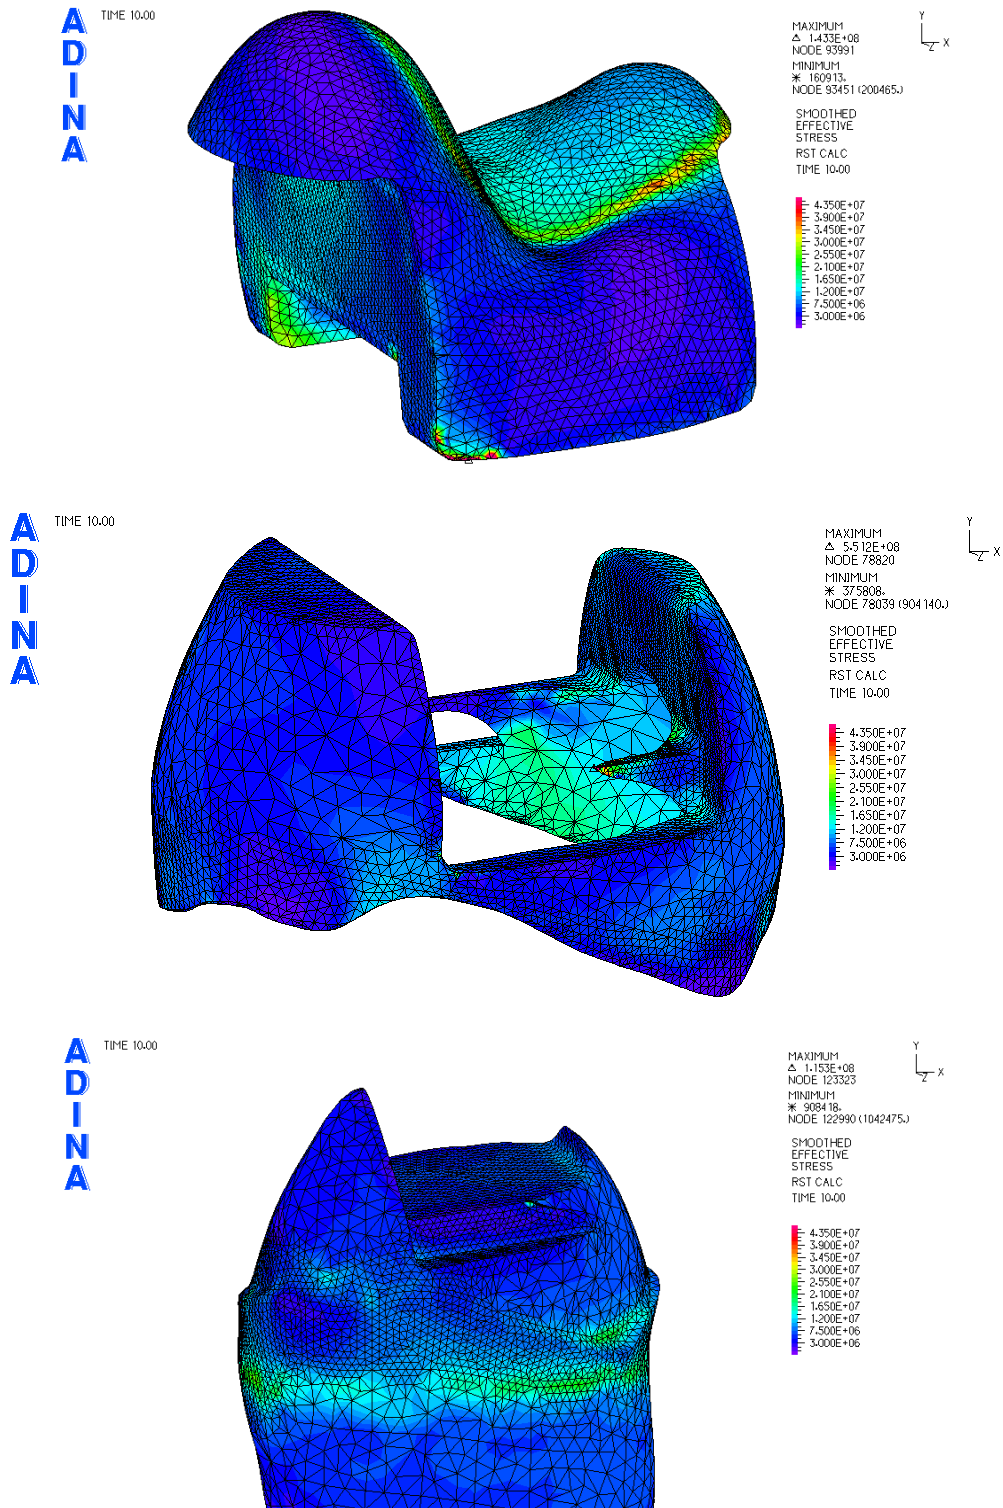 ADINA
TIME 10.00
MAXIMUM
Δ 1.433E+08
NODE 93991
MINIMUM
* 160913.
NODE 93451 (200465.)
SMOOTHED
EFFECTIVE
STRESS
RST CALC
TIME 10.00
4.350E+07
3.900E+07
3.450E+07
3.000E+07
2.550E+07
2.100E+07
1.650E+07
1.200E+07
7.500E+06
3.000E+06
Y
X
Z
ADINA
TIME 10.00
MAXIMUM
Δ 5.512E+08
NODE 78820
MINIMUM
* 375808.
NODE 78039 (904140.)
SMOOTHED
EFFECTIVE
STRESS
RST CALC
TIME 10.00
4.350E+07
3.900E+07
3.450E+07
3.000E+07
2.550E+07
2.100E+07
1.650E+07
1.200E+07
7.500E+06
3.000E+06
Y
X
Z
ADINA
TIME 10.00
MAXIMUM
Δ 1.153E+08
NODE 123323
MINIMUM
* 908418.
NODE 122990 (1042475.)
SMOOTHED
EFFECTIVE
STRESS
RST CALC
TIME 10.00
4.350E+07
3.900E+07
3.450E+07
3.000E+07
2.550E+07
2.100E+07
1.650E+07
1.200E+07
7.500E+06
3.000E+06
Y
X
Z